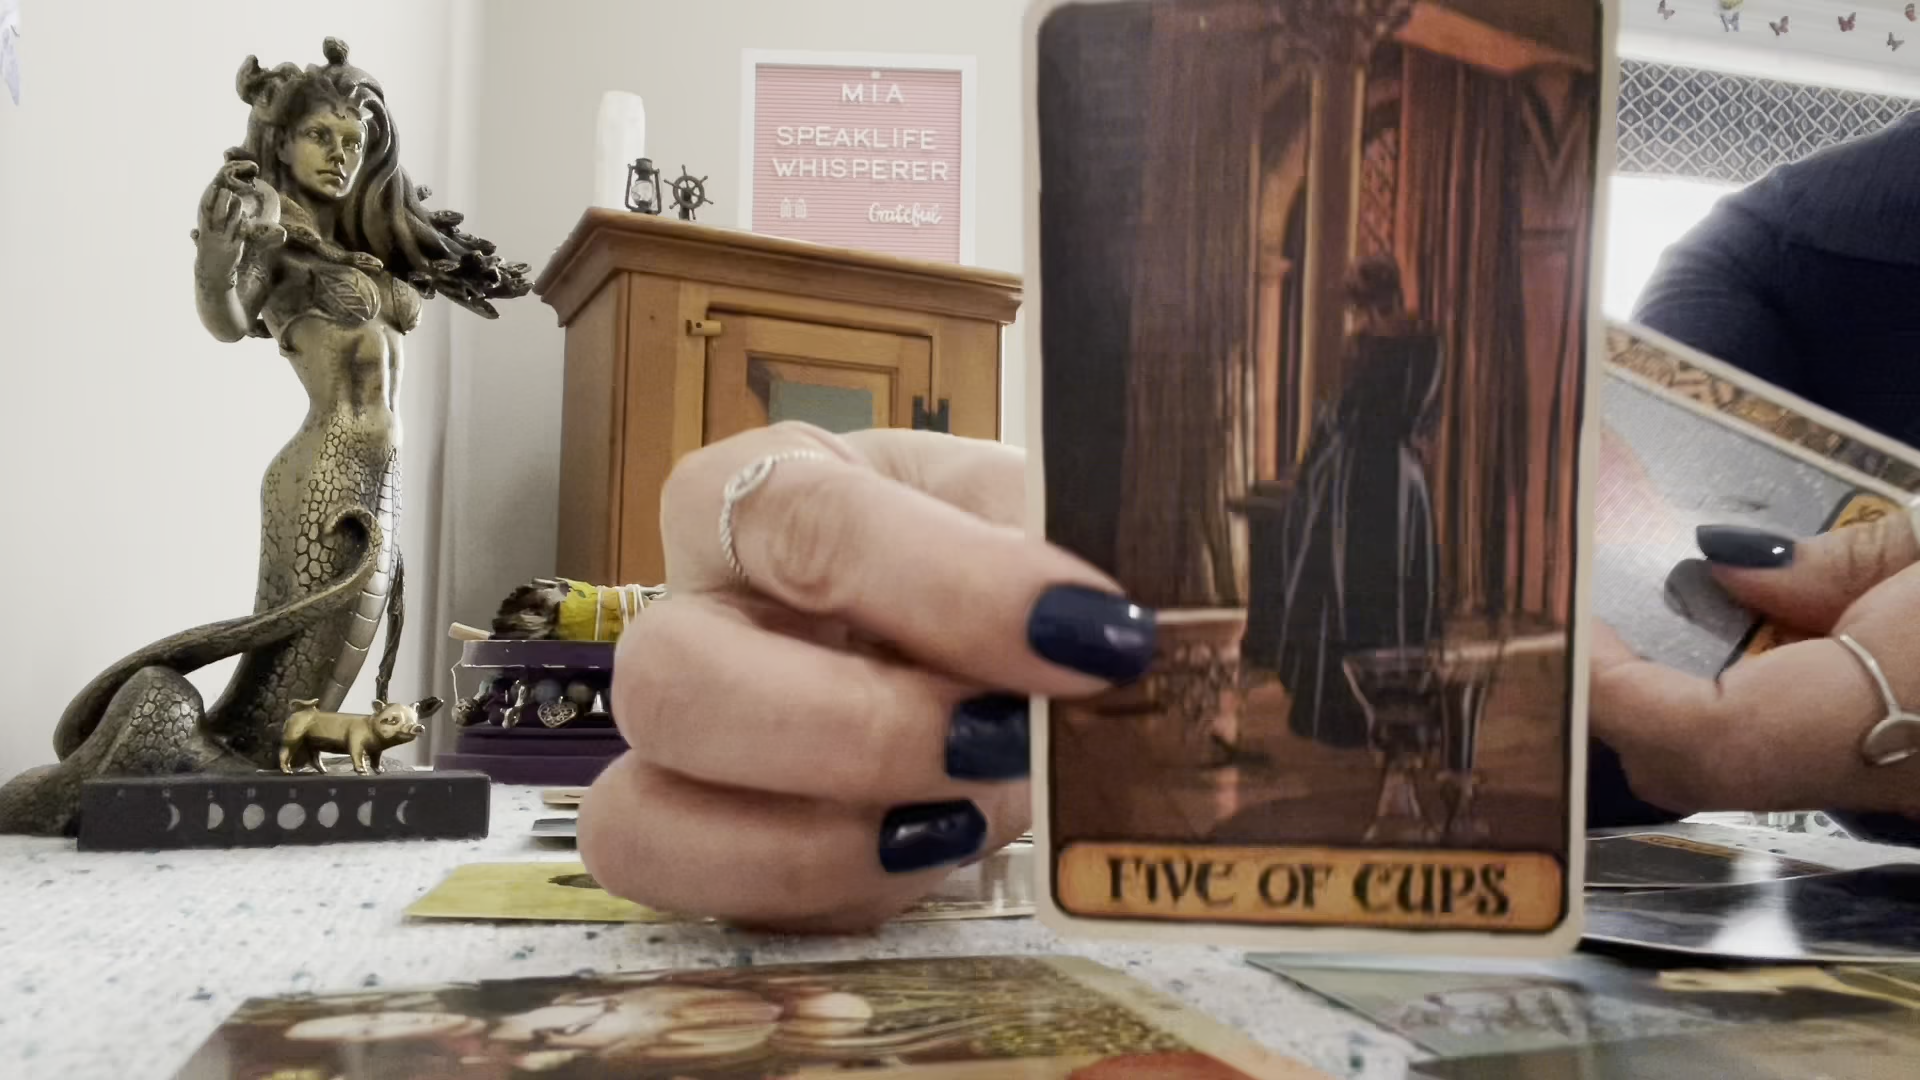 MIA
SPEAKLIFE
WHISPERER
Grateful
FIVE OF CUPS